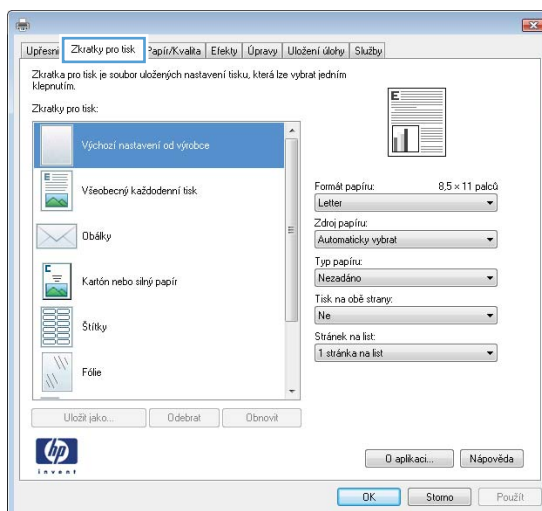 Upřesni
Zkratky pro tisk
Papír/Kvalita
Efekty
Úpravy
Uložení úlohy
Služby
Zkratka pro tisk je soubor uložených nastavení tisku, která lze vybrat jedním
klepnutím.
Zkratky pro tisk:
Výchozí nastavení od výrobce
Všeobecný každodenní tisk
Obálky
Kartón nebo silný papír
Štítky
Fólie
E
Formát papíru:
8,5 × 11 palců
Letter
Zdroj papíru:
Automaticky vybrat
Typ papíru:
Nezadáno
Tisk na obě strany:
Ne
Stránek na list:
1 stránka na list
Uložit jako...
Odebrat
Obnovit
hp
invent
O aplikaci...
Nápověda
OK
Storno
Použít